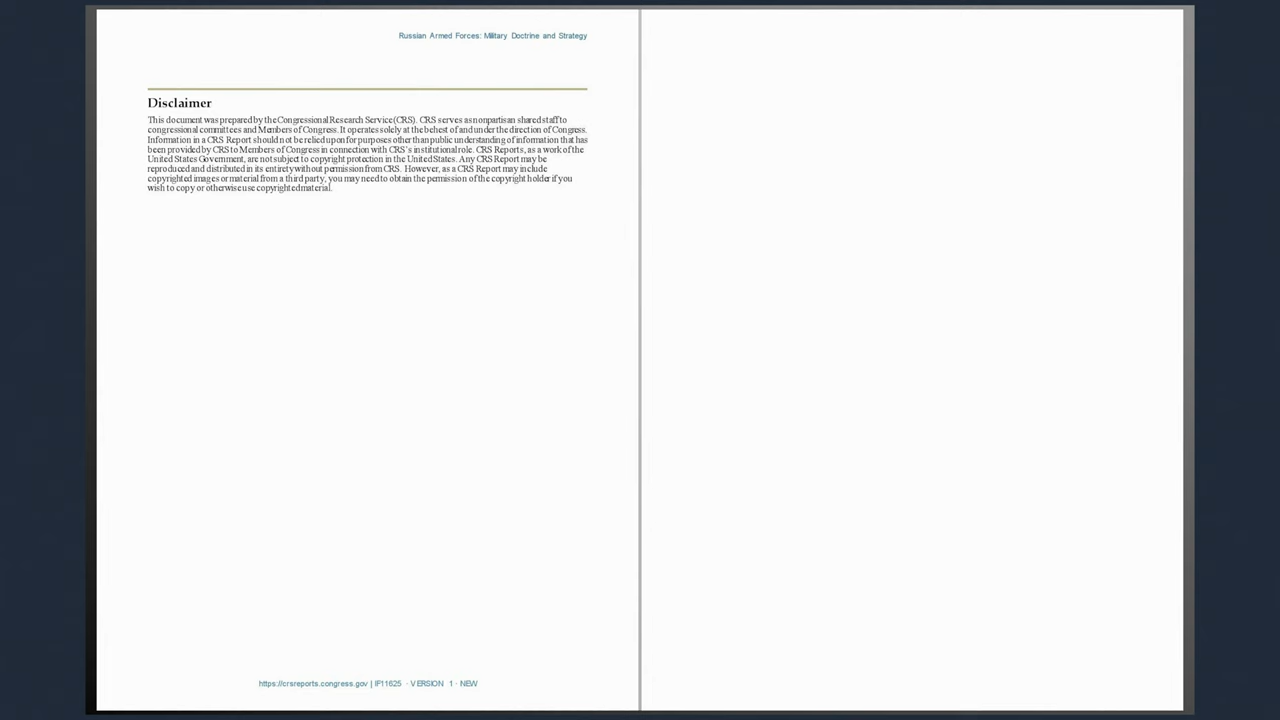 Russian Armed Forces: Military Doctrine and Strategy
Disclaimer
This document was prepared by the Congressional Research Service (CRS). CRS serves as nonpartisan shared staff to
congressional committees and Members of Congress. It operates solely at the behest of and under the direction of Congress.
Information in a CRS Report should not be relied upon for purposes other than public understanding of information that has
been provided by CRS to Members of Congress in connection with CRS's institutional role. CRS Reports, as a work of the
United States Government, are not subject to copyright protection in the United States. Any CRS Report may be
reproduced and distributed in its entirety without permission from CRS. However, as a CRS Report may include
copyrighted images or material from a third party, you may need to obtain the permission of the copyright holder if you
wish to copy or otherwise use copyrighted material.
https://crsreports.congress.gov | IF11625 · VERSION 1 · NEW